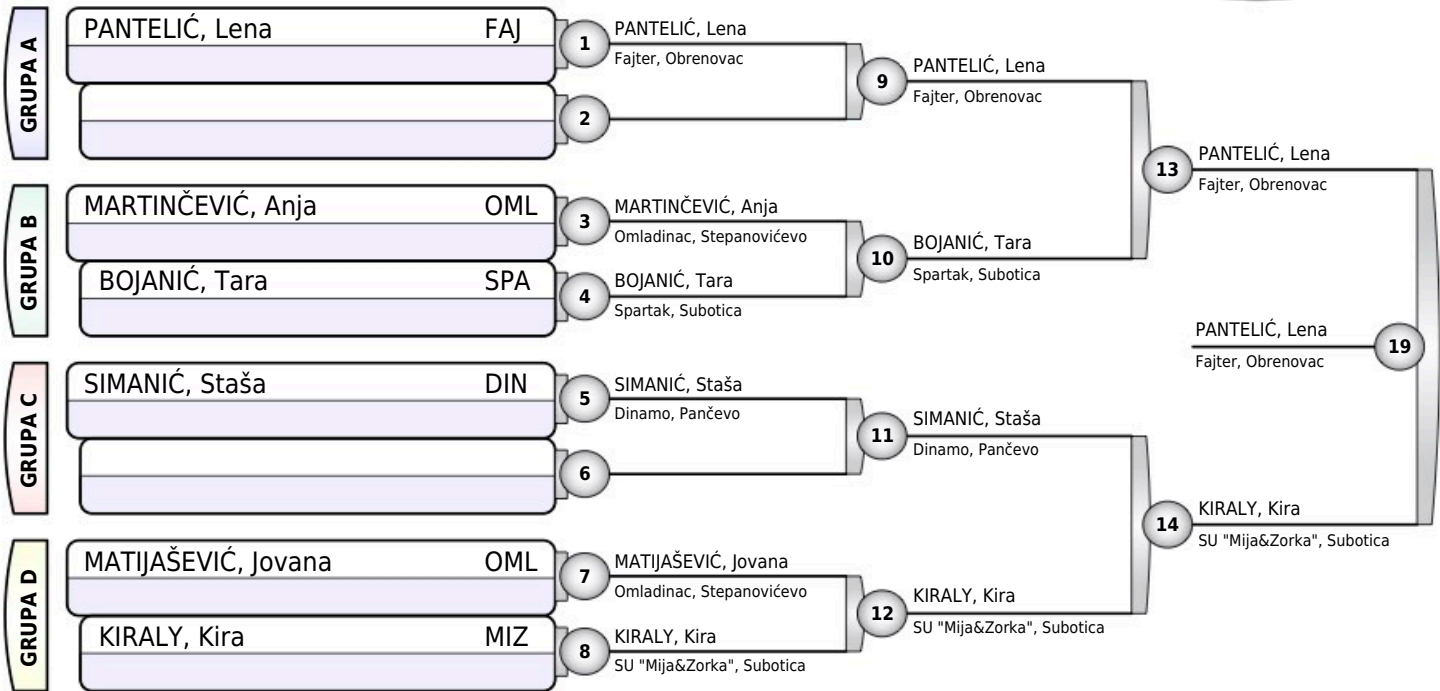 GRUPA A
PANTELIĆ, Lena FAJ
1
PANTELIĆ, Lena
Fajter, Obrenovac
2
9
PANTELIĆ, Lena
Fajter, Obrenovac
GRUPA B
MARTINČEVIĆ, Anja OML
3
MARTINČEVIĆ, Anja
Omladinac, Stepanovićevo
BOJANIĆ, Tara SPA
4
BOJANIĆ, Tara
Spartak, Subotica
10
BOJANIĆ, Tara
Spartak, Subotica
13
PANTELIĆ, Lena
Fajter, Obrenovac
GRUPA C
SIMANIĆ, Staša DIN
5
SIMANIĆ, Staša
Dinamo, Pančevo
6
11
SIMANIĆ, Staša
Dinamo, Pančevo
GRUPA D
MATIJAŠEVIĆ, Jovana OML
7
MATIJAŠEVIĆ, Jovana
Omladinac, Stepanovićevo
KIRALY, Kira MIZ
8
KIRALY, Kira
SU "Mija&Zorka", Subotica
12
KIRALY, Kira
SU "Mija&Zorka", Subotica
14
KIRALY, Kira
SU "Mija&Zorka", Subotica
PANTELIĆ, Lena
Fajter, Obrenovac
19